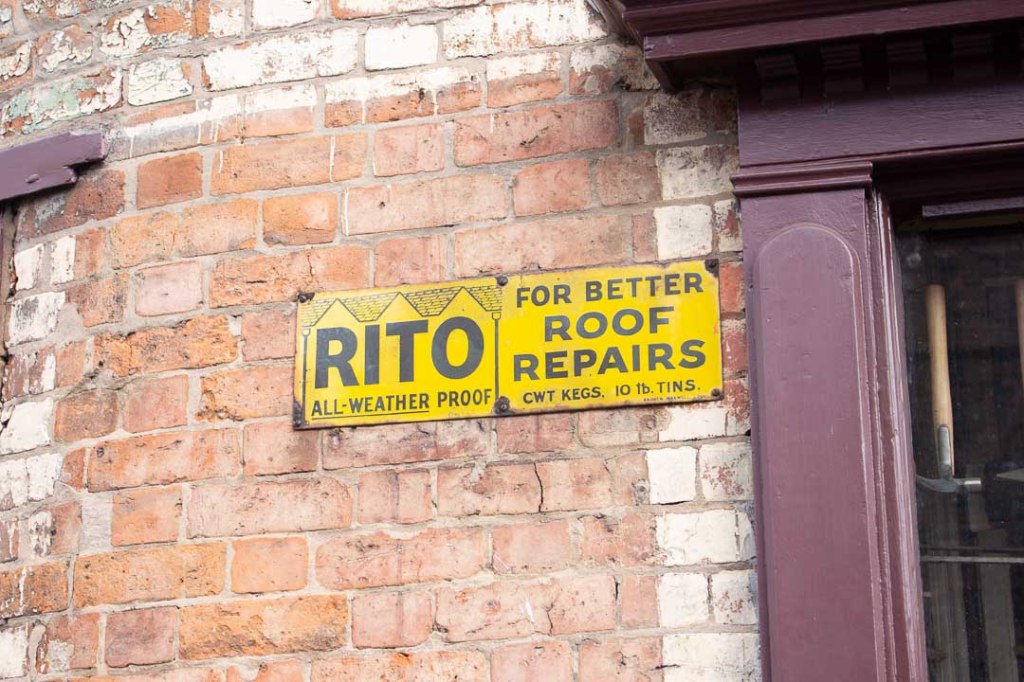 RITO
ALL-WEATHER PROOF
FOR BETTER
ROOF
REPAIRS
CWT KEGS, 10 lb. TINS.